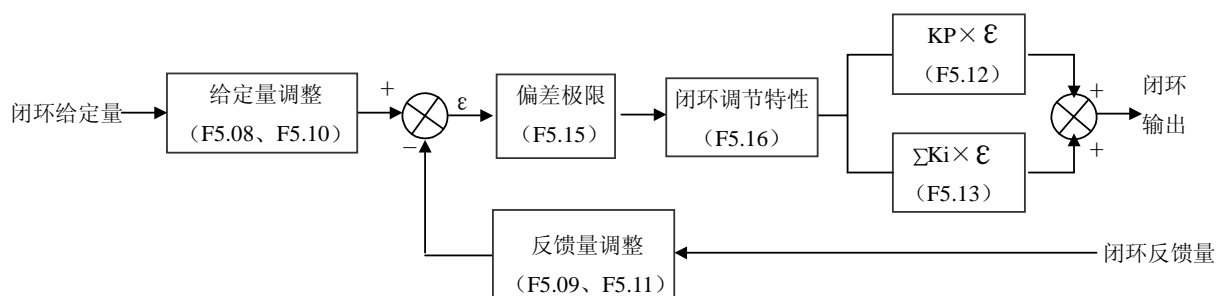 闭环给定量
给定量调整
（F5.08、F5.10）
+
−
ε
偏差极限
（F5.15）
闭环调节特性
（F5.16）
KP× ε
（F5.12）
∑Ki× ε
（F5.13）
+
+
闭环
输出
反馈量调整
（F5.09、F5.11）
闭环反馈量